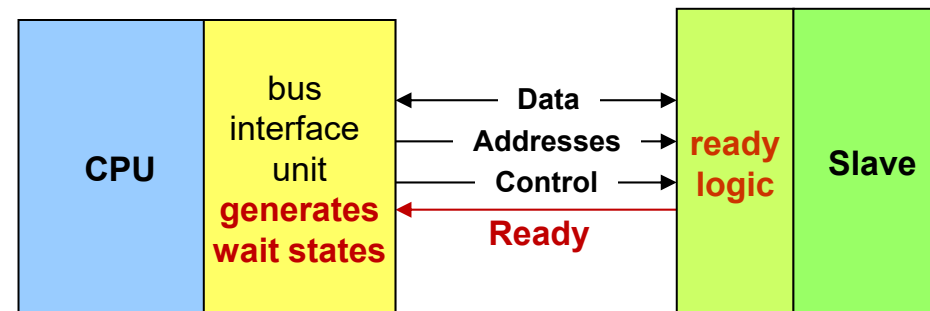 CPU
bus
interface
unit
generates
wait states
Data
Addresses
Control
Ready
ready
logic
Slave